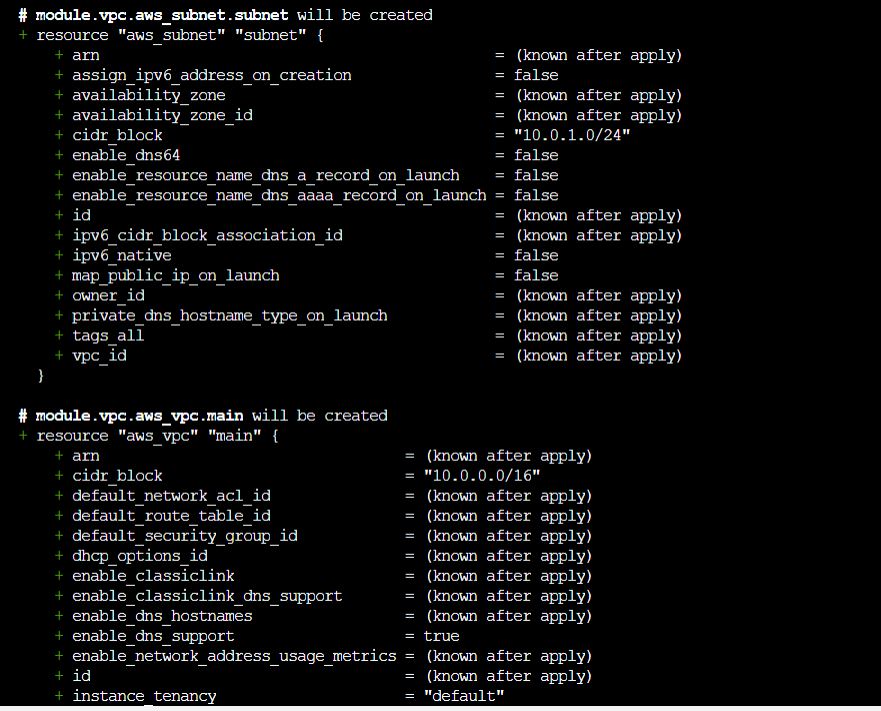 # module.vpc.aws_subnet.subnet will be created
+ resource "aws_subnet" "subnet" {
+ arn = (known after apply)
+ assign_ipv6_address_on_creation = false
+ availability_zone = (known after apply)
+ availability_zone_id = (known after apply)
+ cidr_block = "10.0.1.0/24"
+ enable_dns64 = false
+ enable_resource_name_dns_a_record_on_launch = false
+ enable_resource_name_dns_aaaa_record_on_launch = false
+ id = (known after apply)
+ ipv6_cidr_block_association_id = (known after apply)
+ ipv6_native = false
+ map_public_ip_on_launch = false
+ owner_id = (known after apply)
+ private_dns_hostname_type_on_launch = (known after apply)
+ tags_all = (known after apply)
+ vpc_id = (known after apply)
}
# module.vpc.aws_vpc.main will be created
+ resource "aws_vpc" "main" {
+ arn = (known after apply)
+ cidr_block = "10.0.0.0/16"
+ default_network_acl_id = (known after apply)
+ default_route_table_id = (known after apply)
+ default_security_group_id = (known after apply)
+ dhcp_options_id = (known after apply)
+ enable_classiclink = (known after apply)
+ enable_classiclink_dns_support = (known after apply)
+ enable_dns_hostnames = (known after apply)
+ enable_dns_support = true
+ enable_network_address_usage_metrics = (known after apply)
+ id = (known after apply)
+ instance_tenancy = "default"